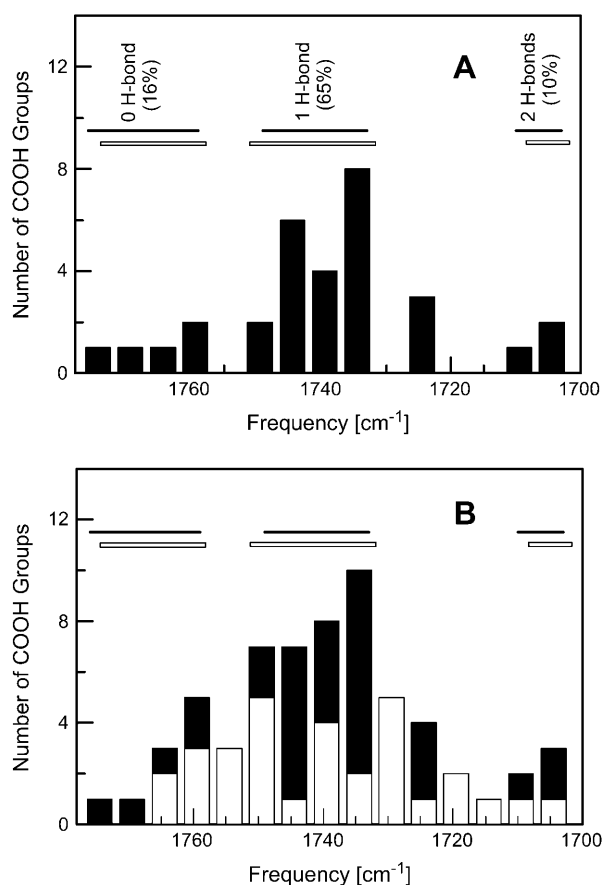 A
0 H-bond
(16%)
1 H-bond
(65%)
2 H-bonds
(10%)
Number of COOH Groups
12
8
4
0
1760
1740
1720
1700
Frequency [cm-1]
B
Number of COOH Groups
12
8
4
0
1760
1740
1720
1700
Frequency [cm-1]